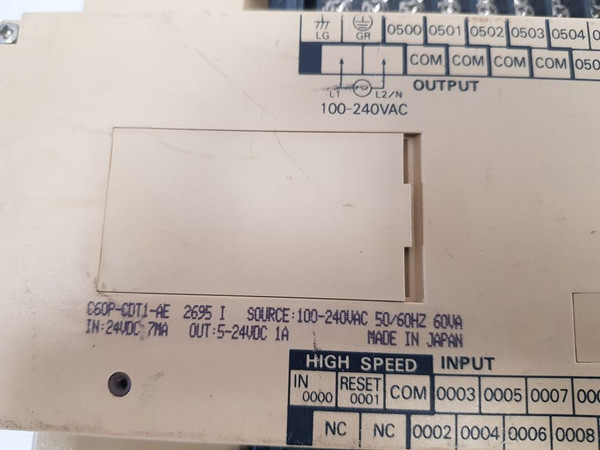 LG GR 0500 0501 0502 0503 0504
COM COM COM COM
L1 L2/N OUTPUT
100-240VAC
C60P-CDT1-AE 2695 I SOURCE:100-240VAC 50/60HZ 60VA
IN:24VDC 7MA OUT:5-24VDC 1A MADE IN JAPAN
HIGH SPEED INPUT
IN 0000 RESET 0001 COM 0003 0005 0007
NC NC 0002 0004 0006 0008